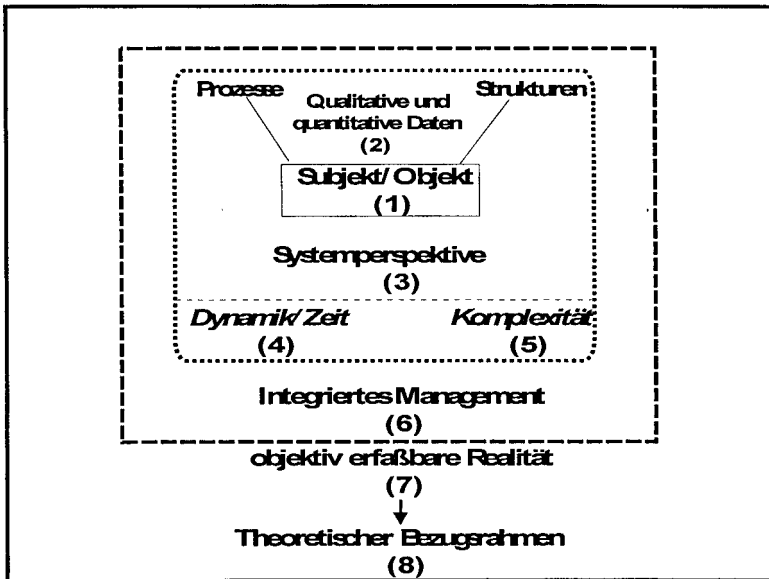 Prozesse
Strukturen
Qualitative und
quantitative Daten
(2)
Subjekt/ Objekt
(1)
Systemperspektive
(3)
Dynamik/ Zeit
Komplexität
(4)
(5)
Integriertes Management
(6)
objektiv erfaßbare Realität
(7)
Theoretischer Bezugsrahmen
(8)